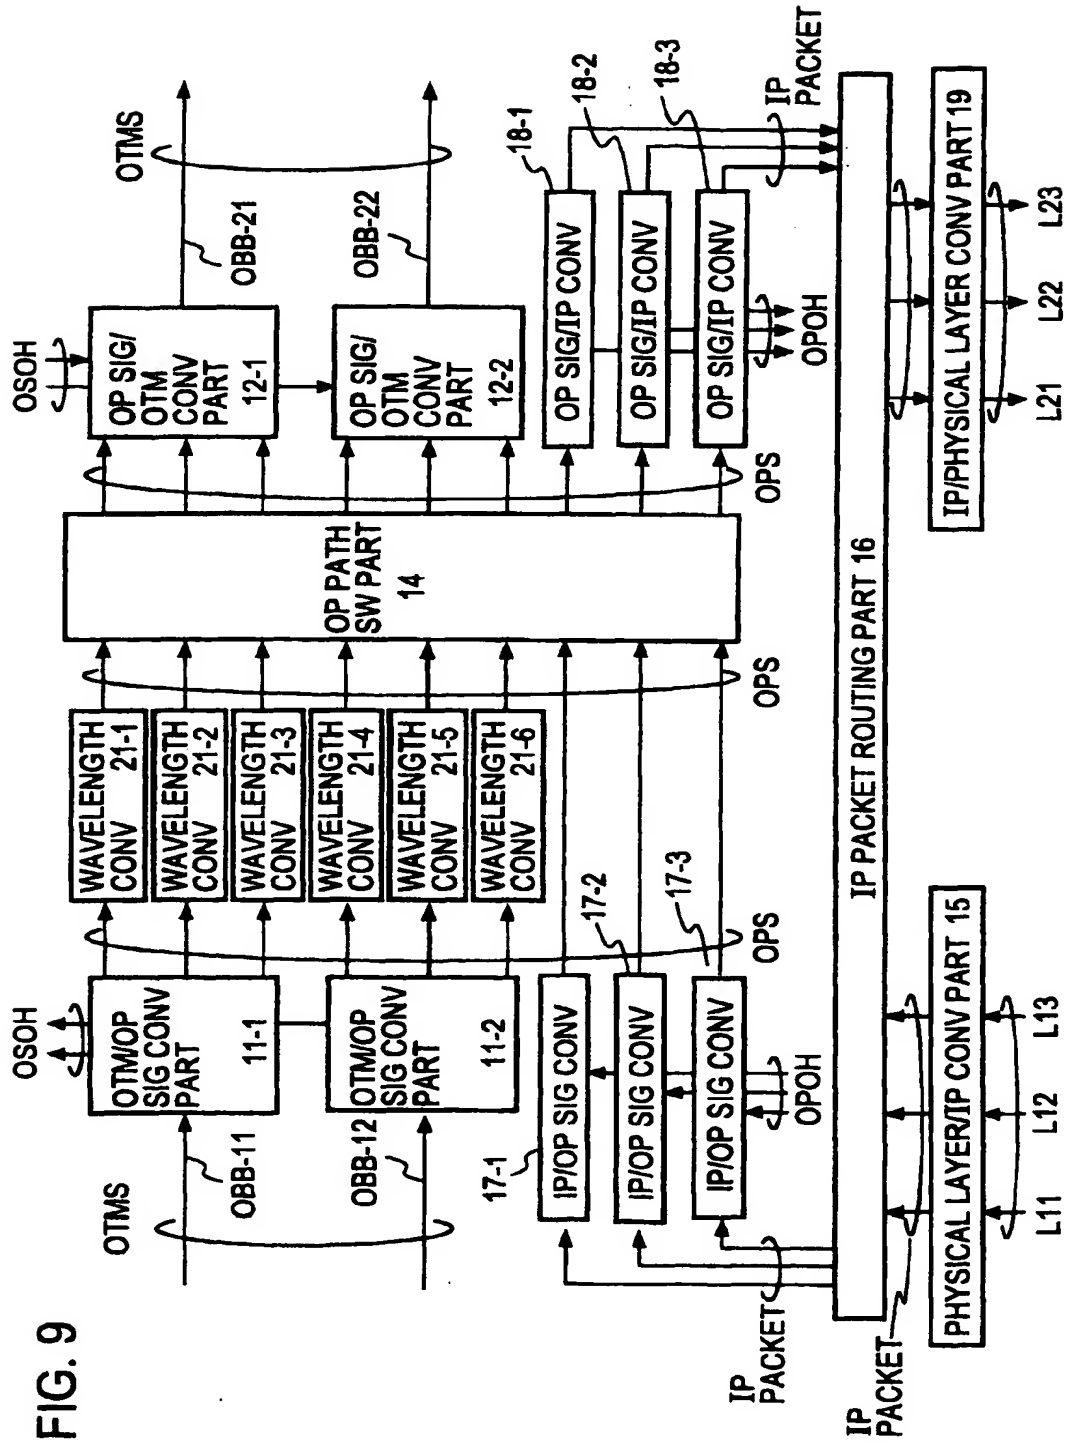 FIG. 9
OTMS
OBB-11
OBB-12
OSOH
OTM/OP
SIG CONV
PART
11-1
OTM/OP
SIG CONV
PART
11-2
OPS
WAVELENGTH
CONV 21-1
WAVELENGTH
CONV 21-2
WAVELENGTH
CONV 21-3
WAVELENGTH
CONV 21-4
WAVELENGTH
CONV 21-5
WAVELENGTH
CONV 21-6
OPS
OP PATH
SW PART
14
OPS
OSOH
OP SIG/
OTM
CONV
PART
12-1
OP SIG/
OTM
CONV
PART
12-2
OTMS
OBB-21
OBB-22
17-1
IP/OP SIG CONV
17-2
IP/OP SIG CONV
17-3
IP/OP SIG CONV
OPOH
18-1
OP SIG/IP CONV
18-2
OP SIG/IP CONV
18-3
OP SIG/IP CONV
OPOH
IP
PACKET
IP
PACKET
IP PACKET ROUTING PART 16
IP
PACKET
PHYSICAL LAYER/IP CONV PART 15
L11
L12
L13
IP/PHYSICAL LAYER CONV PART 19
L21
L22
L23